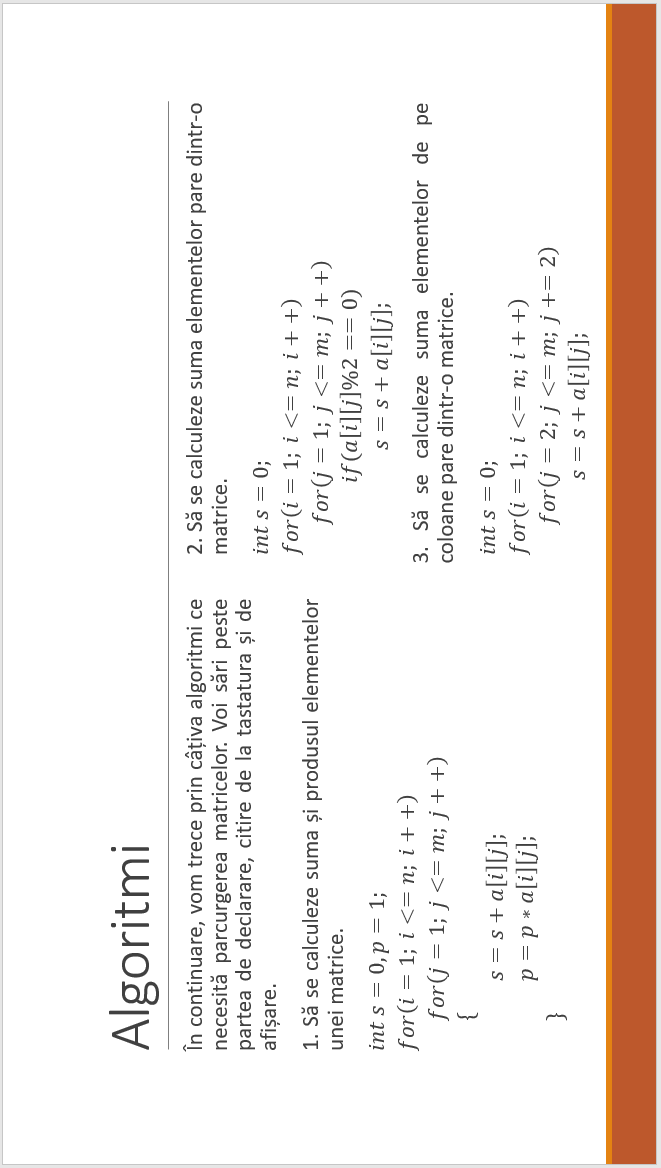 Algoritmi
În continuare, vom trece prin câțiva algoritmi ce
necesită parcurgerea matricelor. Voi sări peste
partea de declarare, citire de la tastatura și de
afișare.
1. Să se calculeze suma și produsul elementelor
unei matrice.
int s = 0, p = 1;
for(i = 1; i <= n; i + +)
for(j = 1; j <= m; j + +)
{
s = s + a[i][j];
p = p * a[i][j];
}
2. Să se calculeze suma elementelor pare dintr-o
matrice.
int s = 0;
for(i = 1; i <= n; i + +)
for(j = 1; j <= m; j + +)
if(a[i][j]%2 == 0)
s = s + a[i][j];
3. Să se calculeze suma elementelor de pe
coloane pare dintr-o matrice.
int s = 0;
for(i = 1; i <= n; i + +)
for(j = 2; j <= m; j += 2)
s = s + a[i][j];